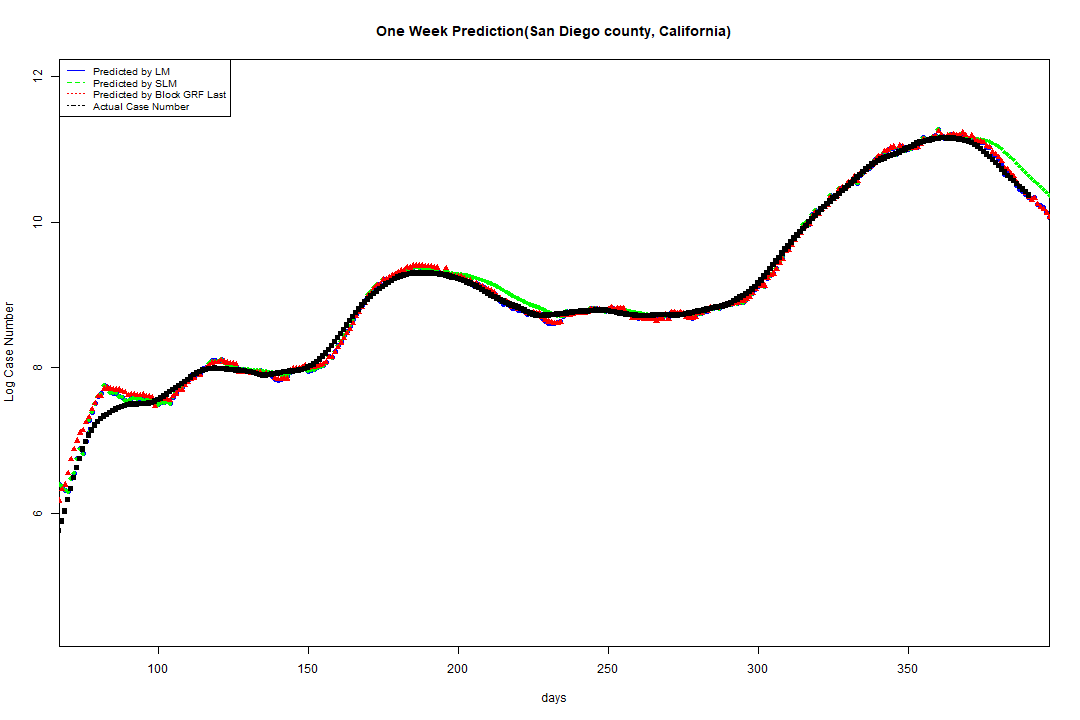 One Week Prediction(San Diego county, California)
Predicted by LM
Predicted by SLM
Predicted by Block GRF Last
Actual Case Number
12
10
8
6
Log Case Number
100 150 200 250 300 350
days